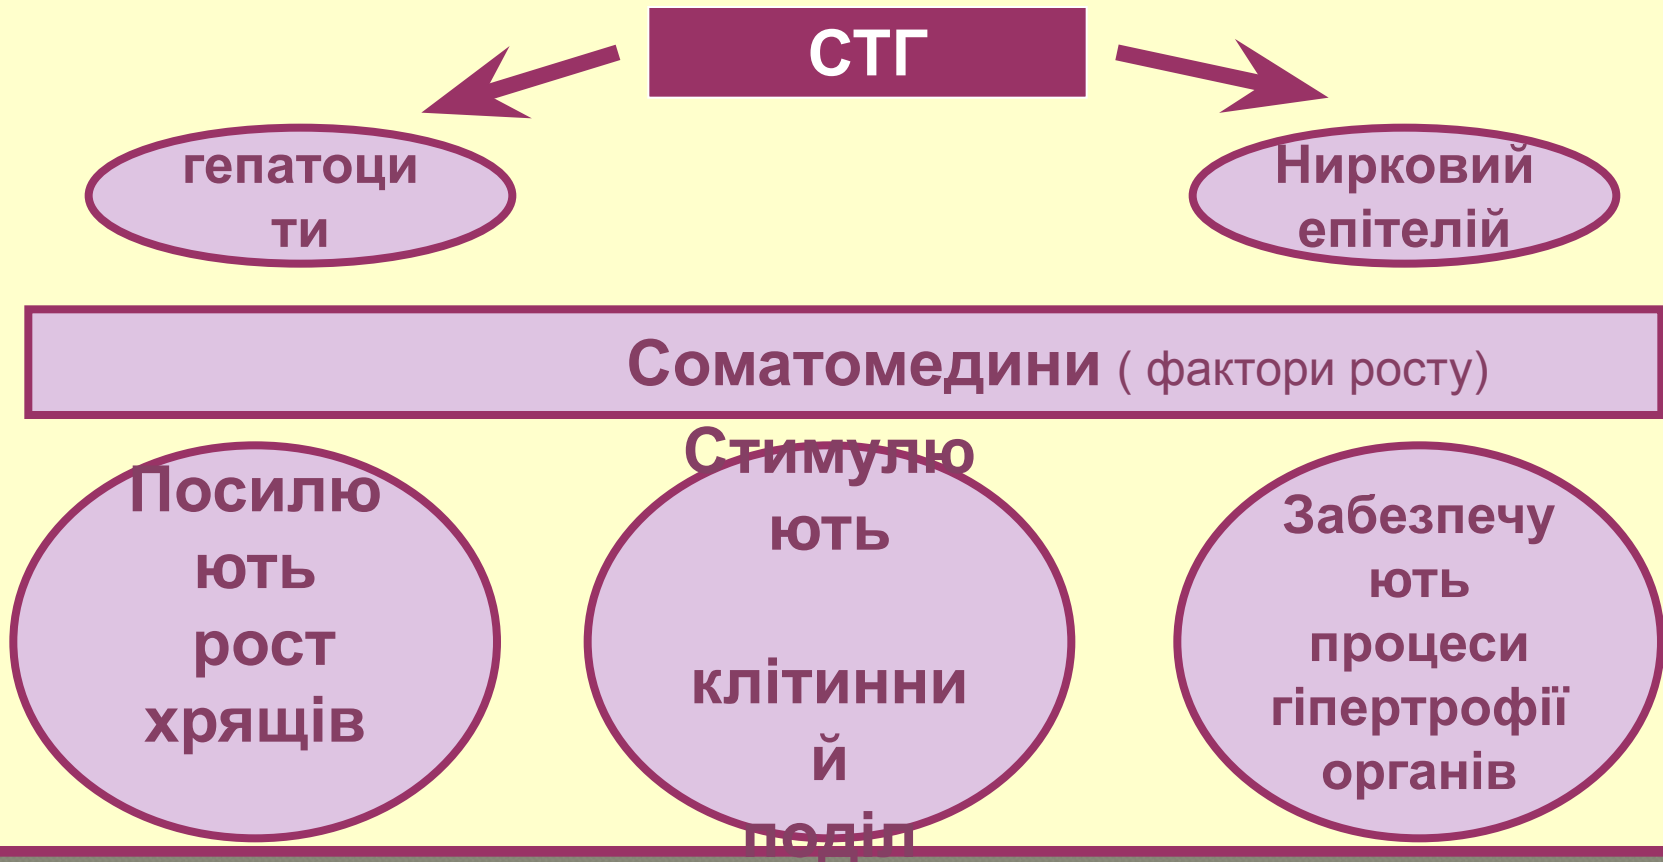 СТГ
гепатоци
ти
Нирковий
епітелій
Соматомедини ( фактори росту)
Посилю
ють
рост
хрящів
Стимулю
ють
клітинни
й
поділ
Забезпечу
ють
процеси
гіпертрофії
органів